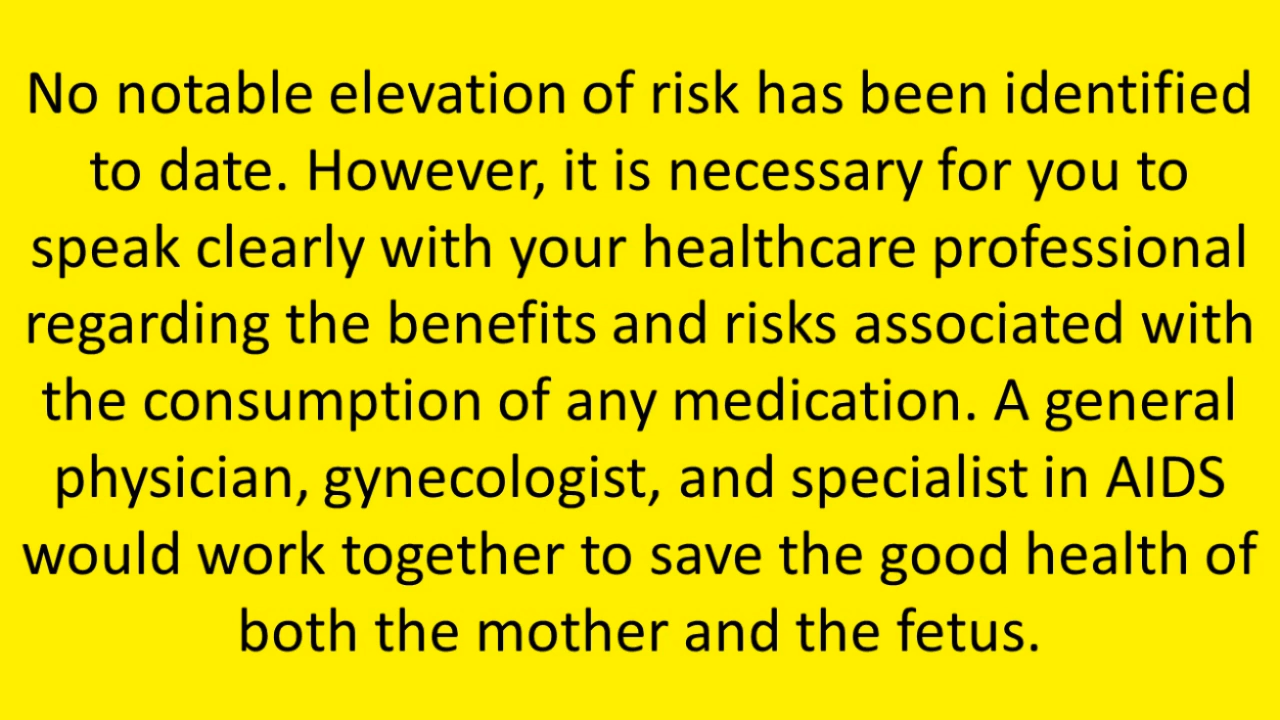 No notable elevation of risk has been identified
to date. However, it is necessary for you to
speak clearly with your healthcare professional
regarding the benefits and risks associated with
the consumption of any medication. A general
physician, gynecologist, and specialist in AIDS
would work together to save the good health of
both the mother and the fetus.